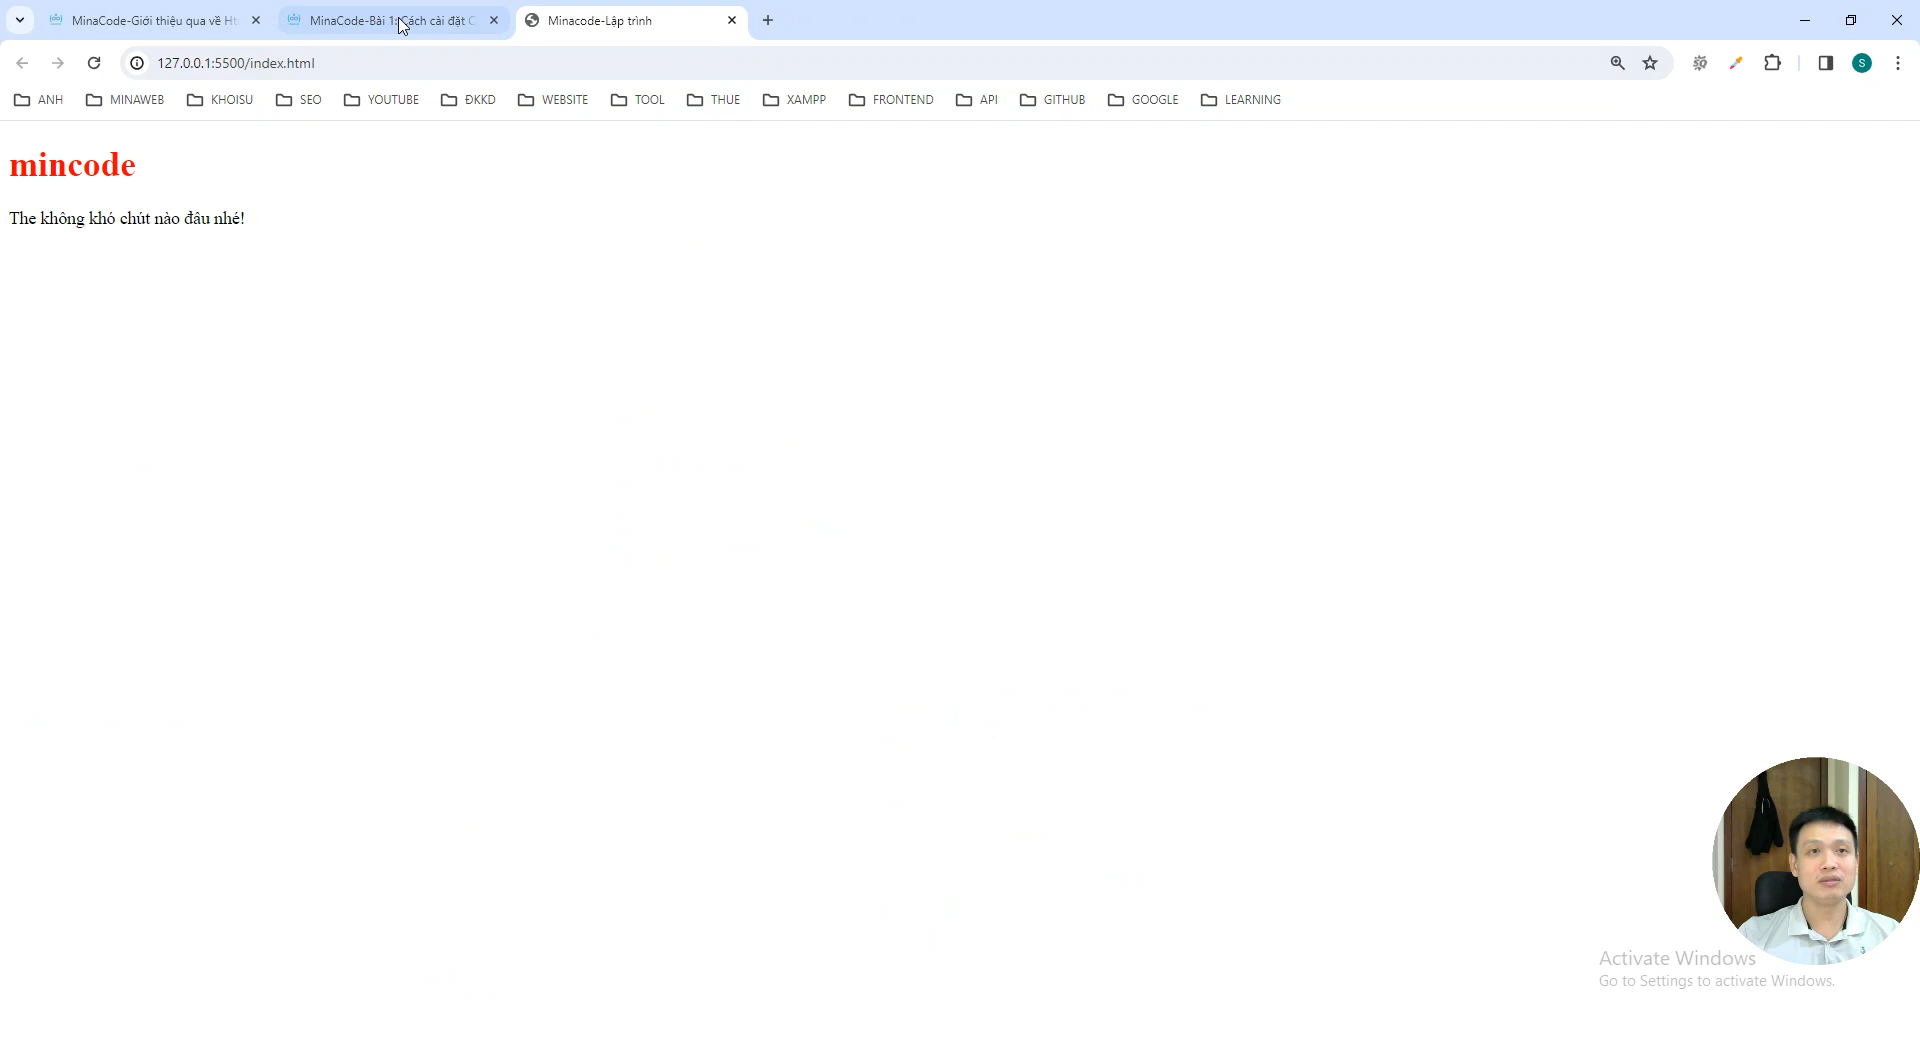 MinaCode-Giới thiệu qua về Ht
MinaCode-Bài 1: Cách cài đặt C
Minacode-Lập trình
127.0.0.1:5500/index.html
S
ANH
MINAWEB
KHOISU
SEO
YOUTUBE
ĐKKD
WEBSITE
TOOL
THUE
XAMPP
FRONTEND
API
GITHUB
GOOGLE
LEARNING
mincode
The không khó chút nào đâu nhé!
Activate Windows
Go to Settings to activate Windows.